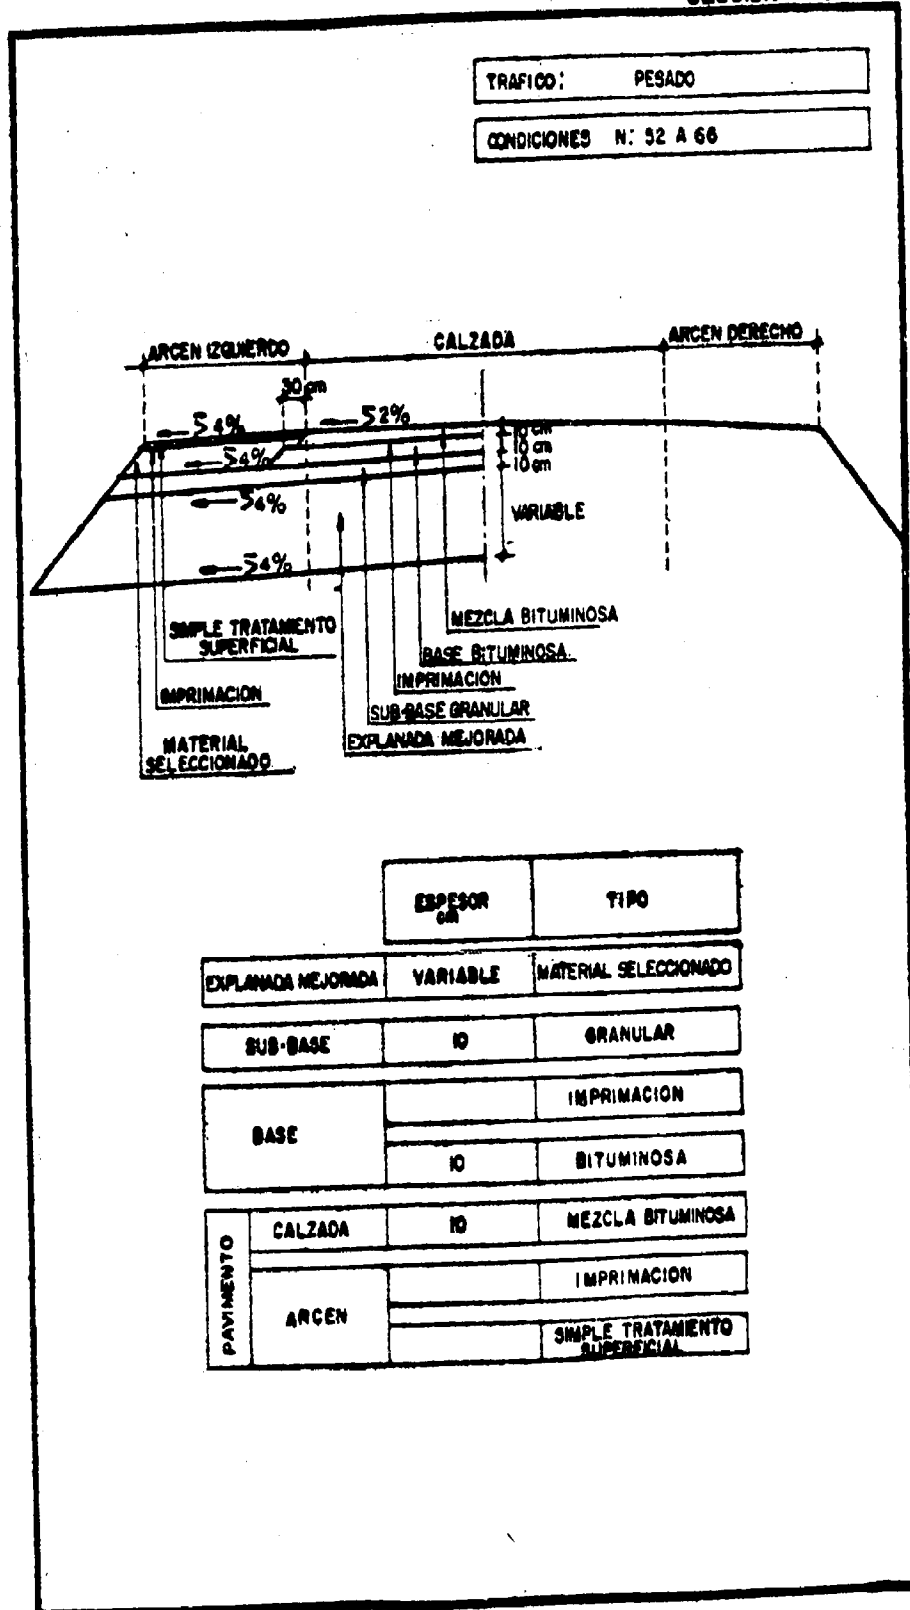 TRAFICO: PESADO
CONDICIONES N: 52 A 66
ARCEN IZQUIERDO
CALZADA
ARCEN DERECHO
30 cm
≥4%
≥2%
10 cm
10 cm
10 cm
≥4%
≥4%
VARIABLE
≥4%
MEZCLA BITUMINOSA
SIMPLE TRATAMIENTO
SUPERFICIAL
BASE BITUMINOSA
IMPRIMACION
IMPRIMACION
SUB-BASE GRANULAR
EXPLANADA MEJORADA
MATERIAL
SELECCIONADO
ESPESOR
cm
TIPO
EXPLANADA MEJORADA VARIABLE MATERIAL SELECCIONADO
SUB-BASE 10 GRANULAR
IMPRIMACION
BASE
10 BITUMINOSA
PAVIMENTO
CALZADA 10 MEZCLA BITUMINOSA
IMPRIMACION
ARCEN
SIMPLE TRATAMIENTO
SUPERFICIAL